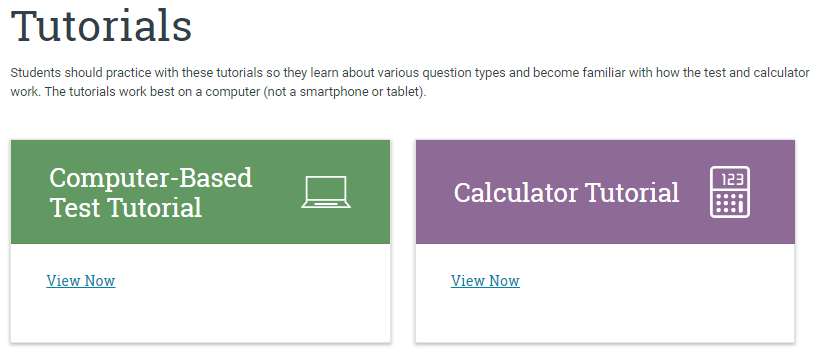 Tutorials
Students should practice with these tutorials so they learn about various question types and become familiar with how the test and calculator
work. The tutorials work best on a computer (not a smartphone or tablet).
Computer-Based
Test Tutorial
Calculator Tutorial
123
View Now
View Now